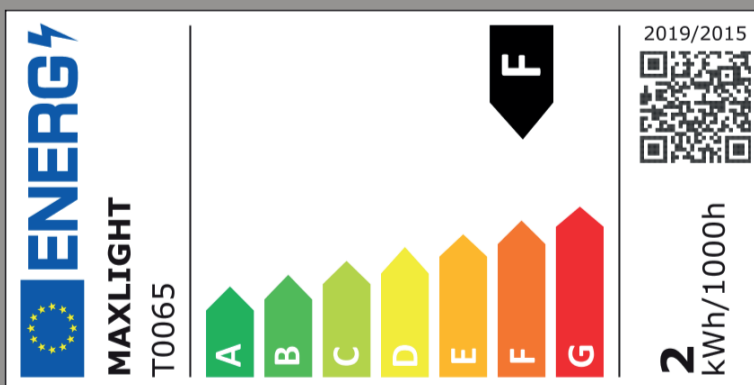 ENERG
MAXLIGHT
T0065
A
B
C
D
E
F
G
F
2019/2015
2
kWh/1000h